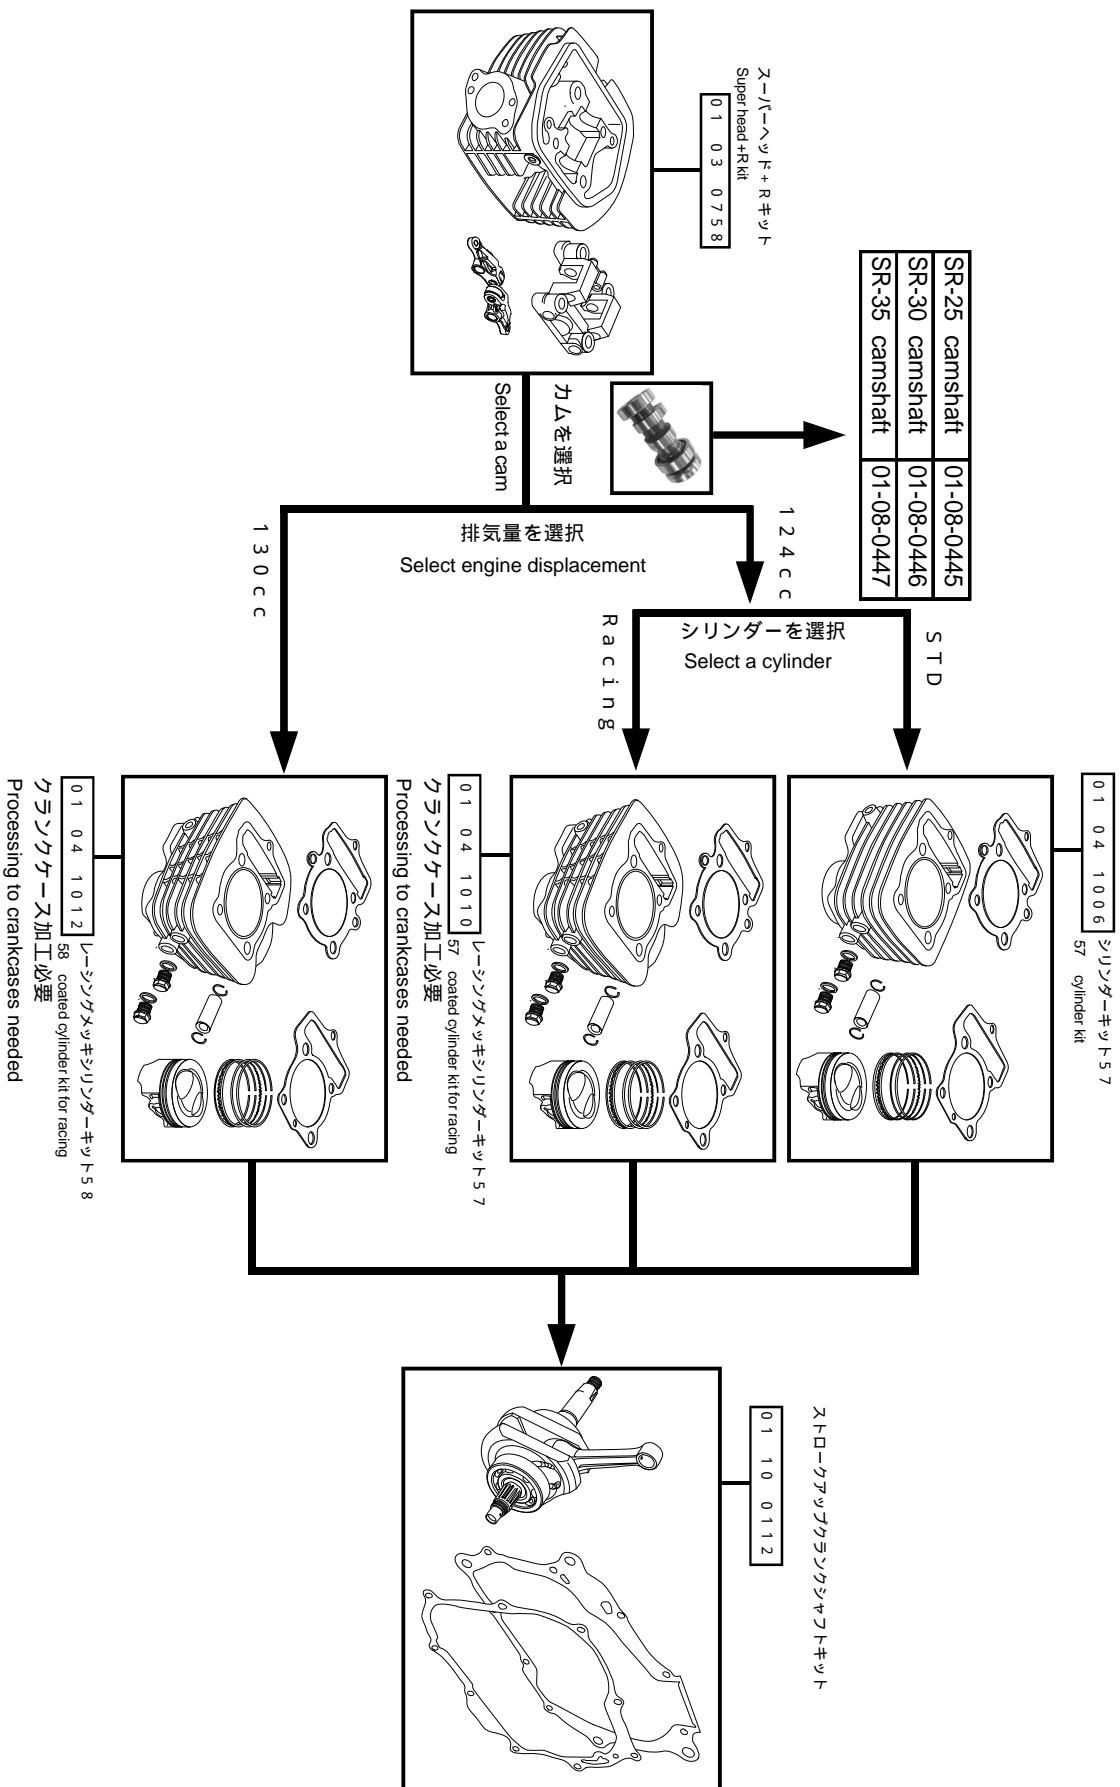 スーパーヘッド+Rキット
Super head +R kit
01 03 0758
SR-25 camshaft 01-08-0445
SR-30 camshaft 01-08-0446
SR-35 camshaft 01-08-0447
カムを選択
Select a cam
排気量を選択
Select engine displacement
124cc
130cc
シリンダーを選択
Select a cylinder
STD
Racing
01 04 1006
シリンダーキット57
57 cylinder kit
01 04 1010
レーシングメッキシリンダーキット57
57 coated cylinder kit for racing
クランクケース加工必要
Processing to crankcases needed
01 04 1012
レーシングメッキシリンダーキット58
58 coated cylinder kit for racing
クランクケース加工必要
Processing to crankcases needed
ストロークアップクランクシャフトキット
01 10 0112